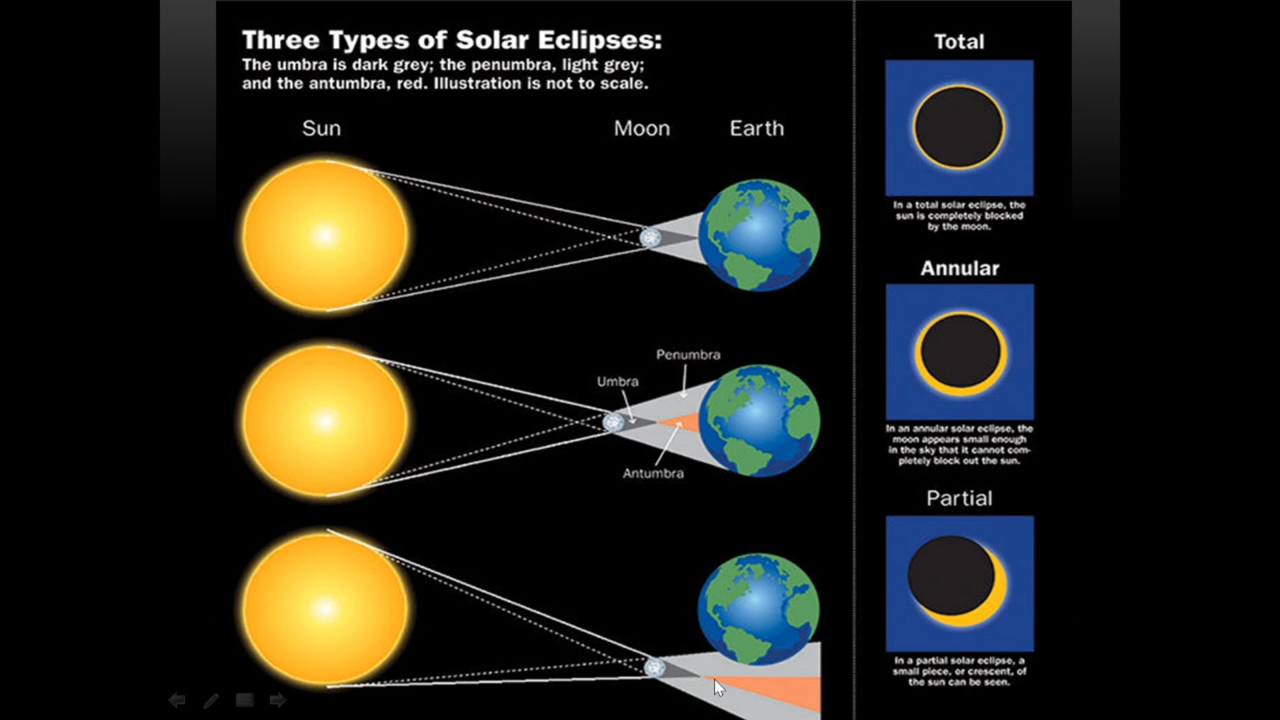 Three Types of Solar Eclipses:
The umbra is dark grey; the penumbra, light grey;
and the antumbra, red. Illustration is not to scale.
Sun
Moon
Earth
Penumbra
Umbra
Antumbra
Total
In a total solar eclipse, the
sun is completely blocked
by the moon.
Annular
In an annular solar eclipse, the
moon appears small enough
in the sky that it cannot com-
pletely block out the sun.
Partial
In a partial solar eclipse, a
small piece, or crescent, of
the sun can be seen.